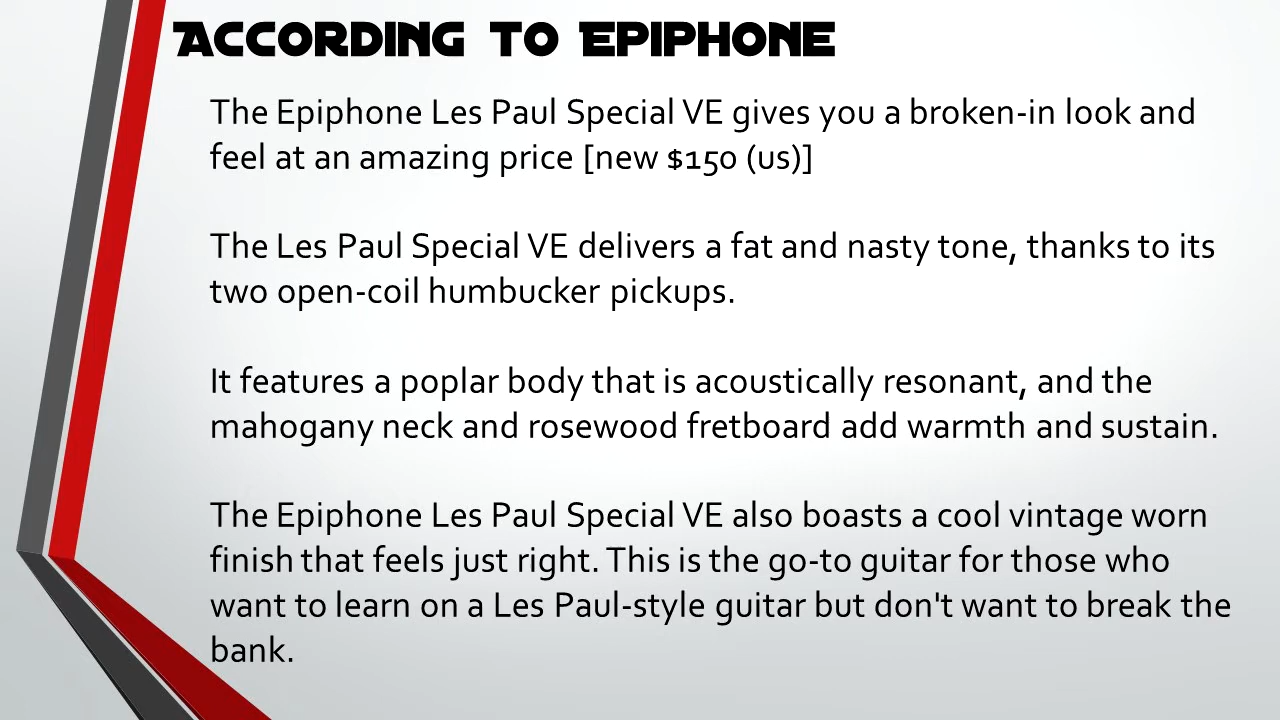 According to Epiphone
The Epiphone Les Paul Special VE gives you a broken-in look and
feel at an amazing price [new $150 (us)]
The Les Paul Special VE delivers a fat and nasty tone, thanks to its
two open-coil humbucker pickups.
It features a poplar body that is acoustically resonant, and the
mahogany neck and rosewood fretboard add warmth and sustain.
The Epiphone Les Paul Special VE also boasts a cool vintage worn
finish that feels just right. This is the go-to guitar for those who
want to learn on a Les Paul-style guitar but don't want to break the
bank.